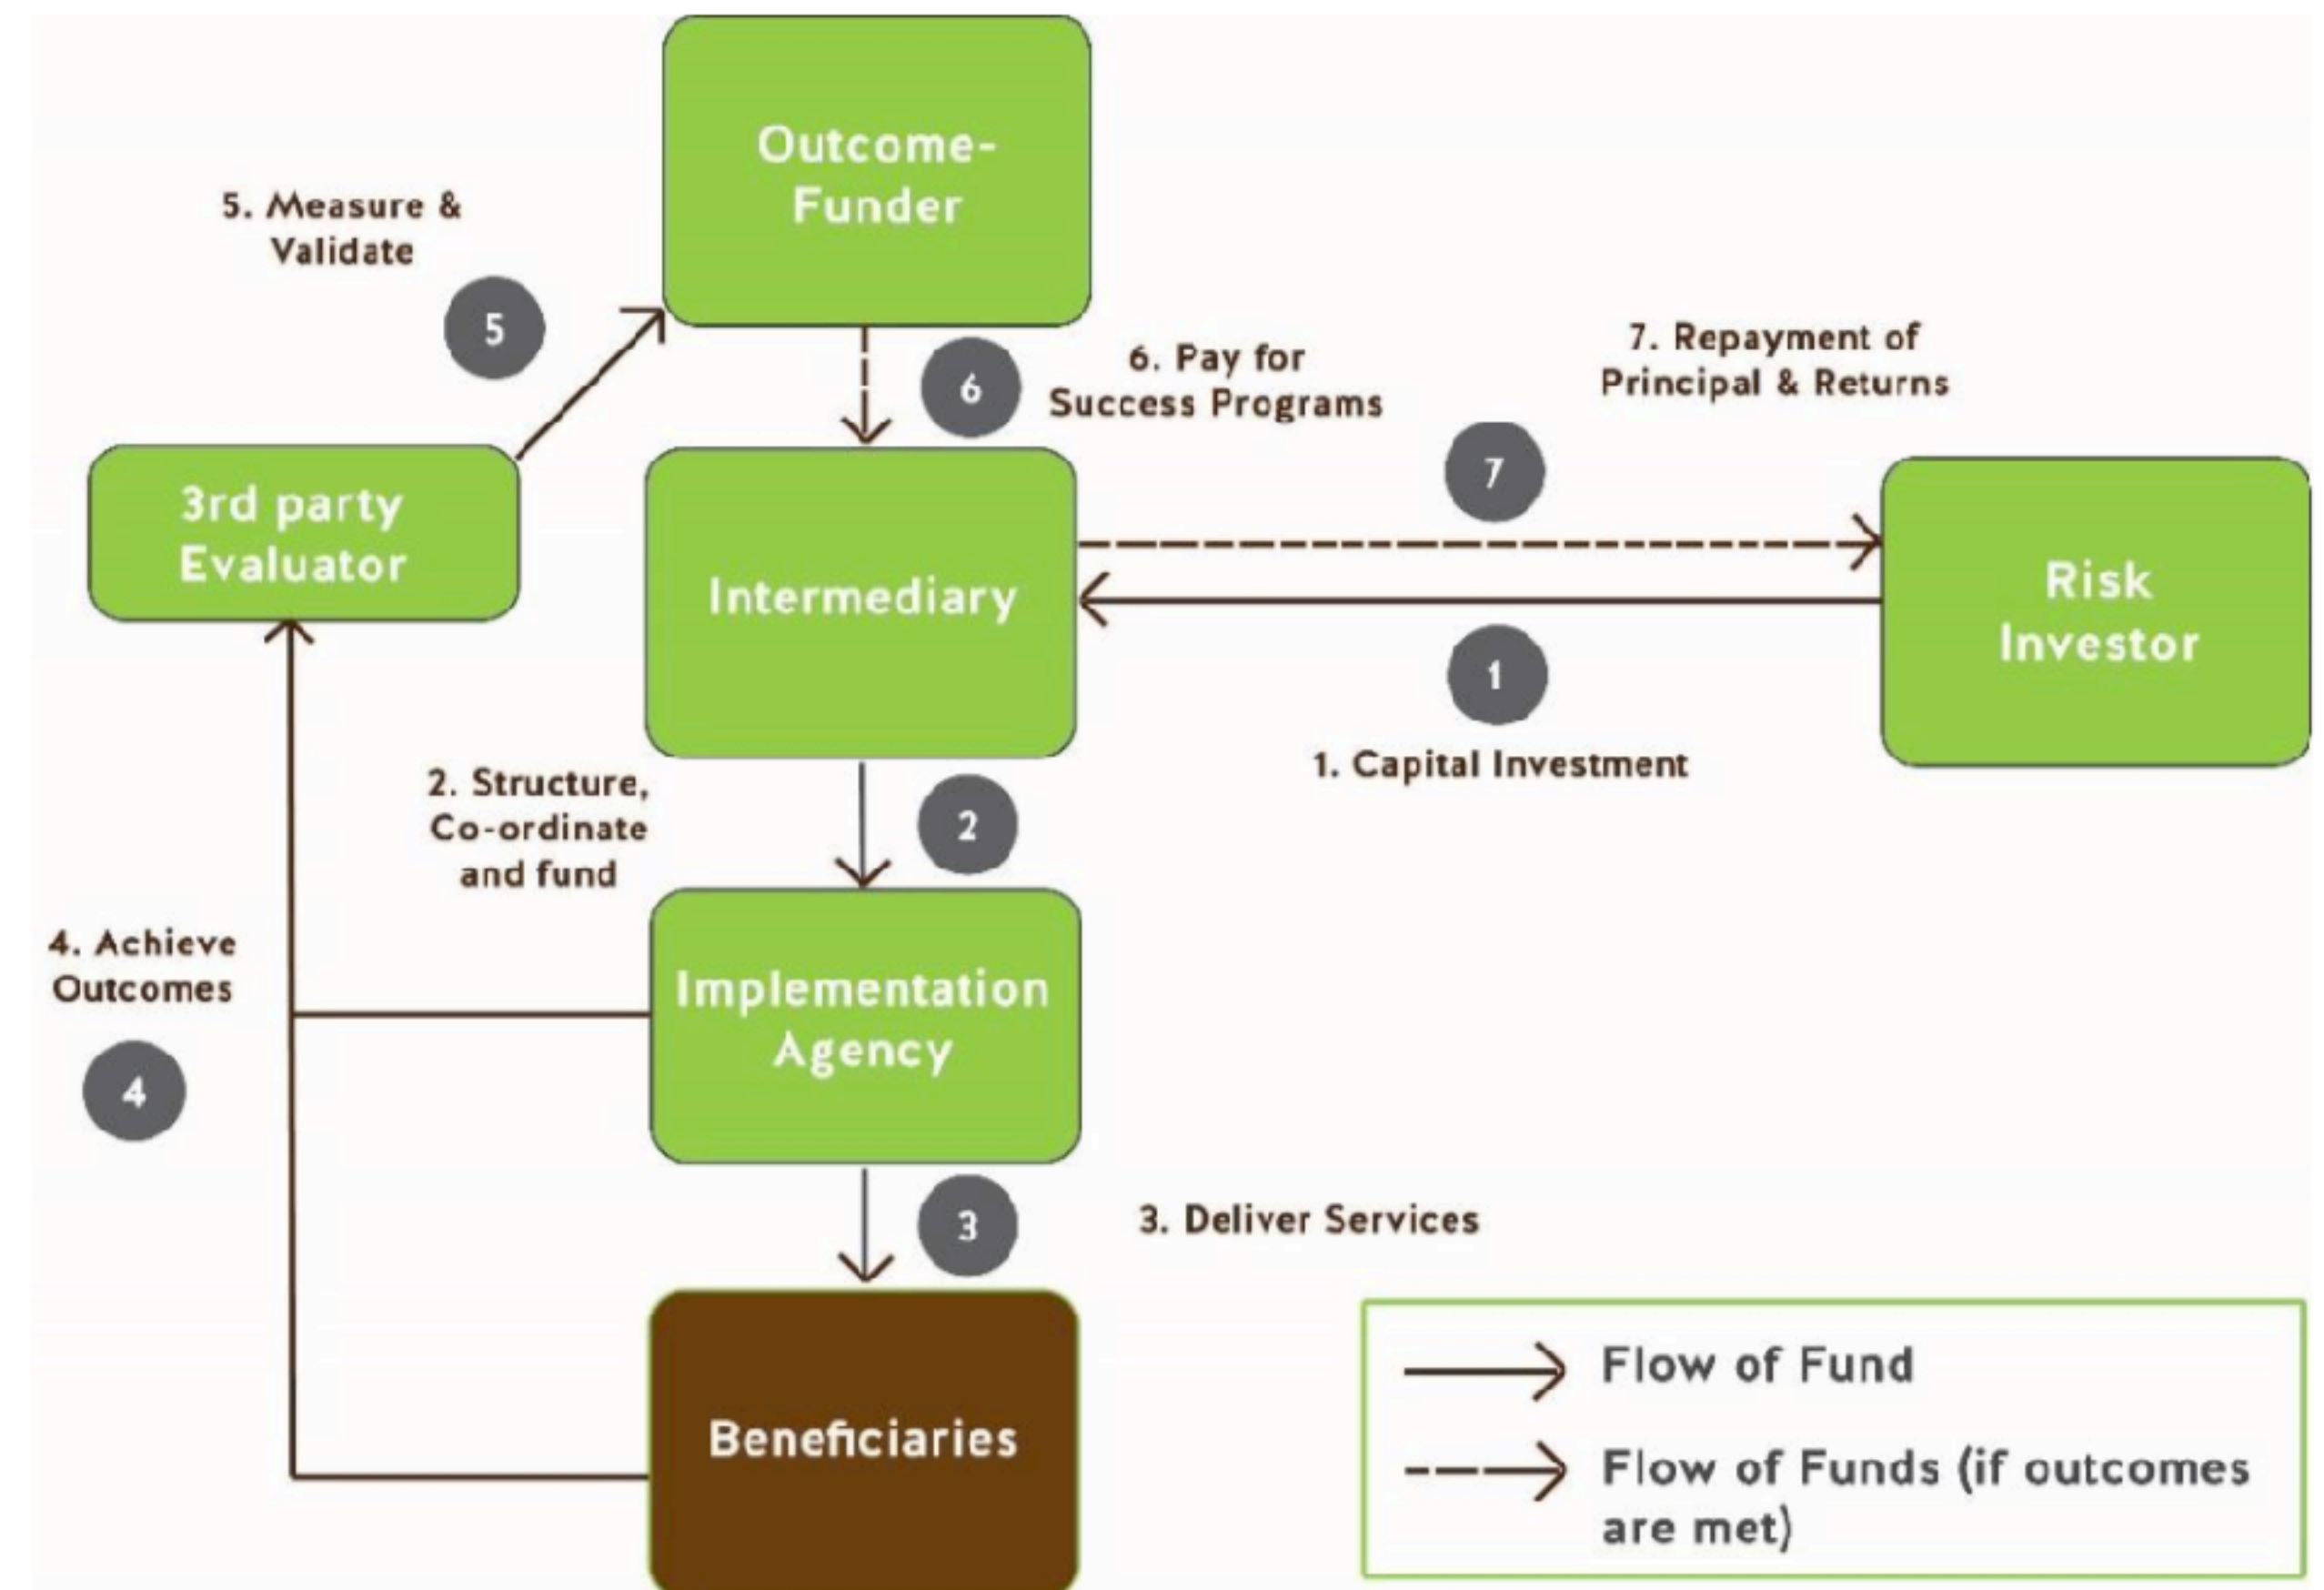 Outcome-
Funder
5. Measure &
Validate
5
6
6. Pay for
Success Programs
7. Repayment of
Principal & Returns
7
3rd party
Evaluator
Intermediary
Risk
Investor
1
1. Capital Investment
2. Structure,
Co-ordinate
and fund
2
4. Achieve
Outcomes
4
Implementation
Agency
3
3. Deliver Services
Beneficiaries
Flow of Fund
Flow of Funds (if outcomes
are met)